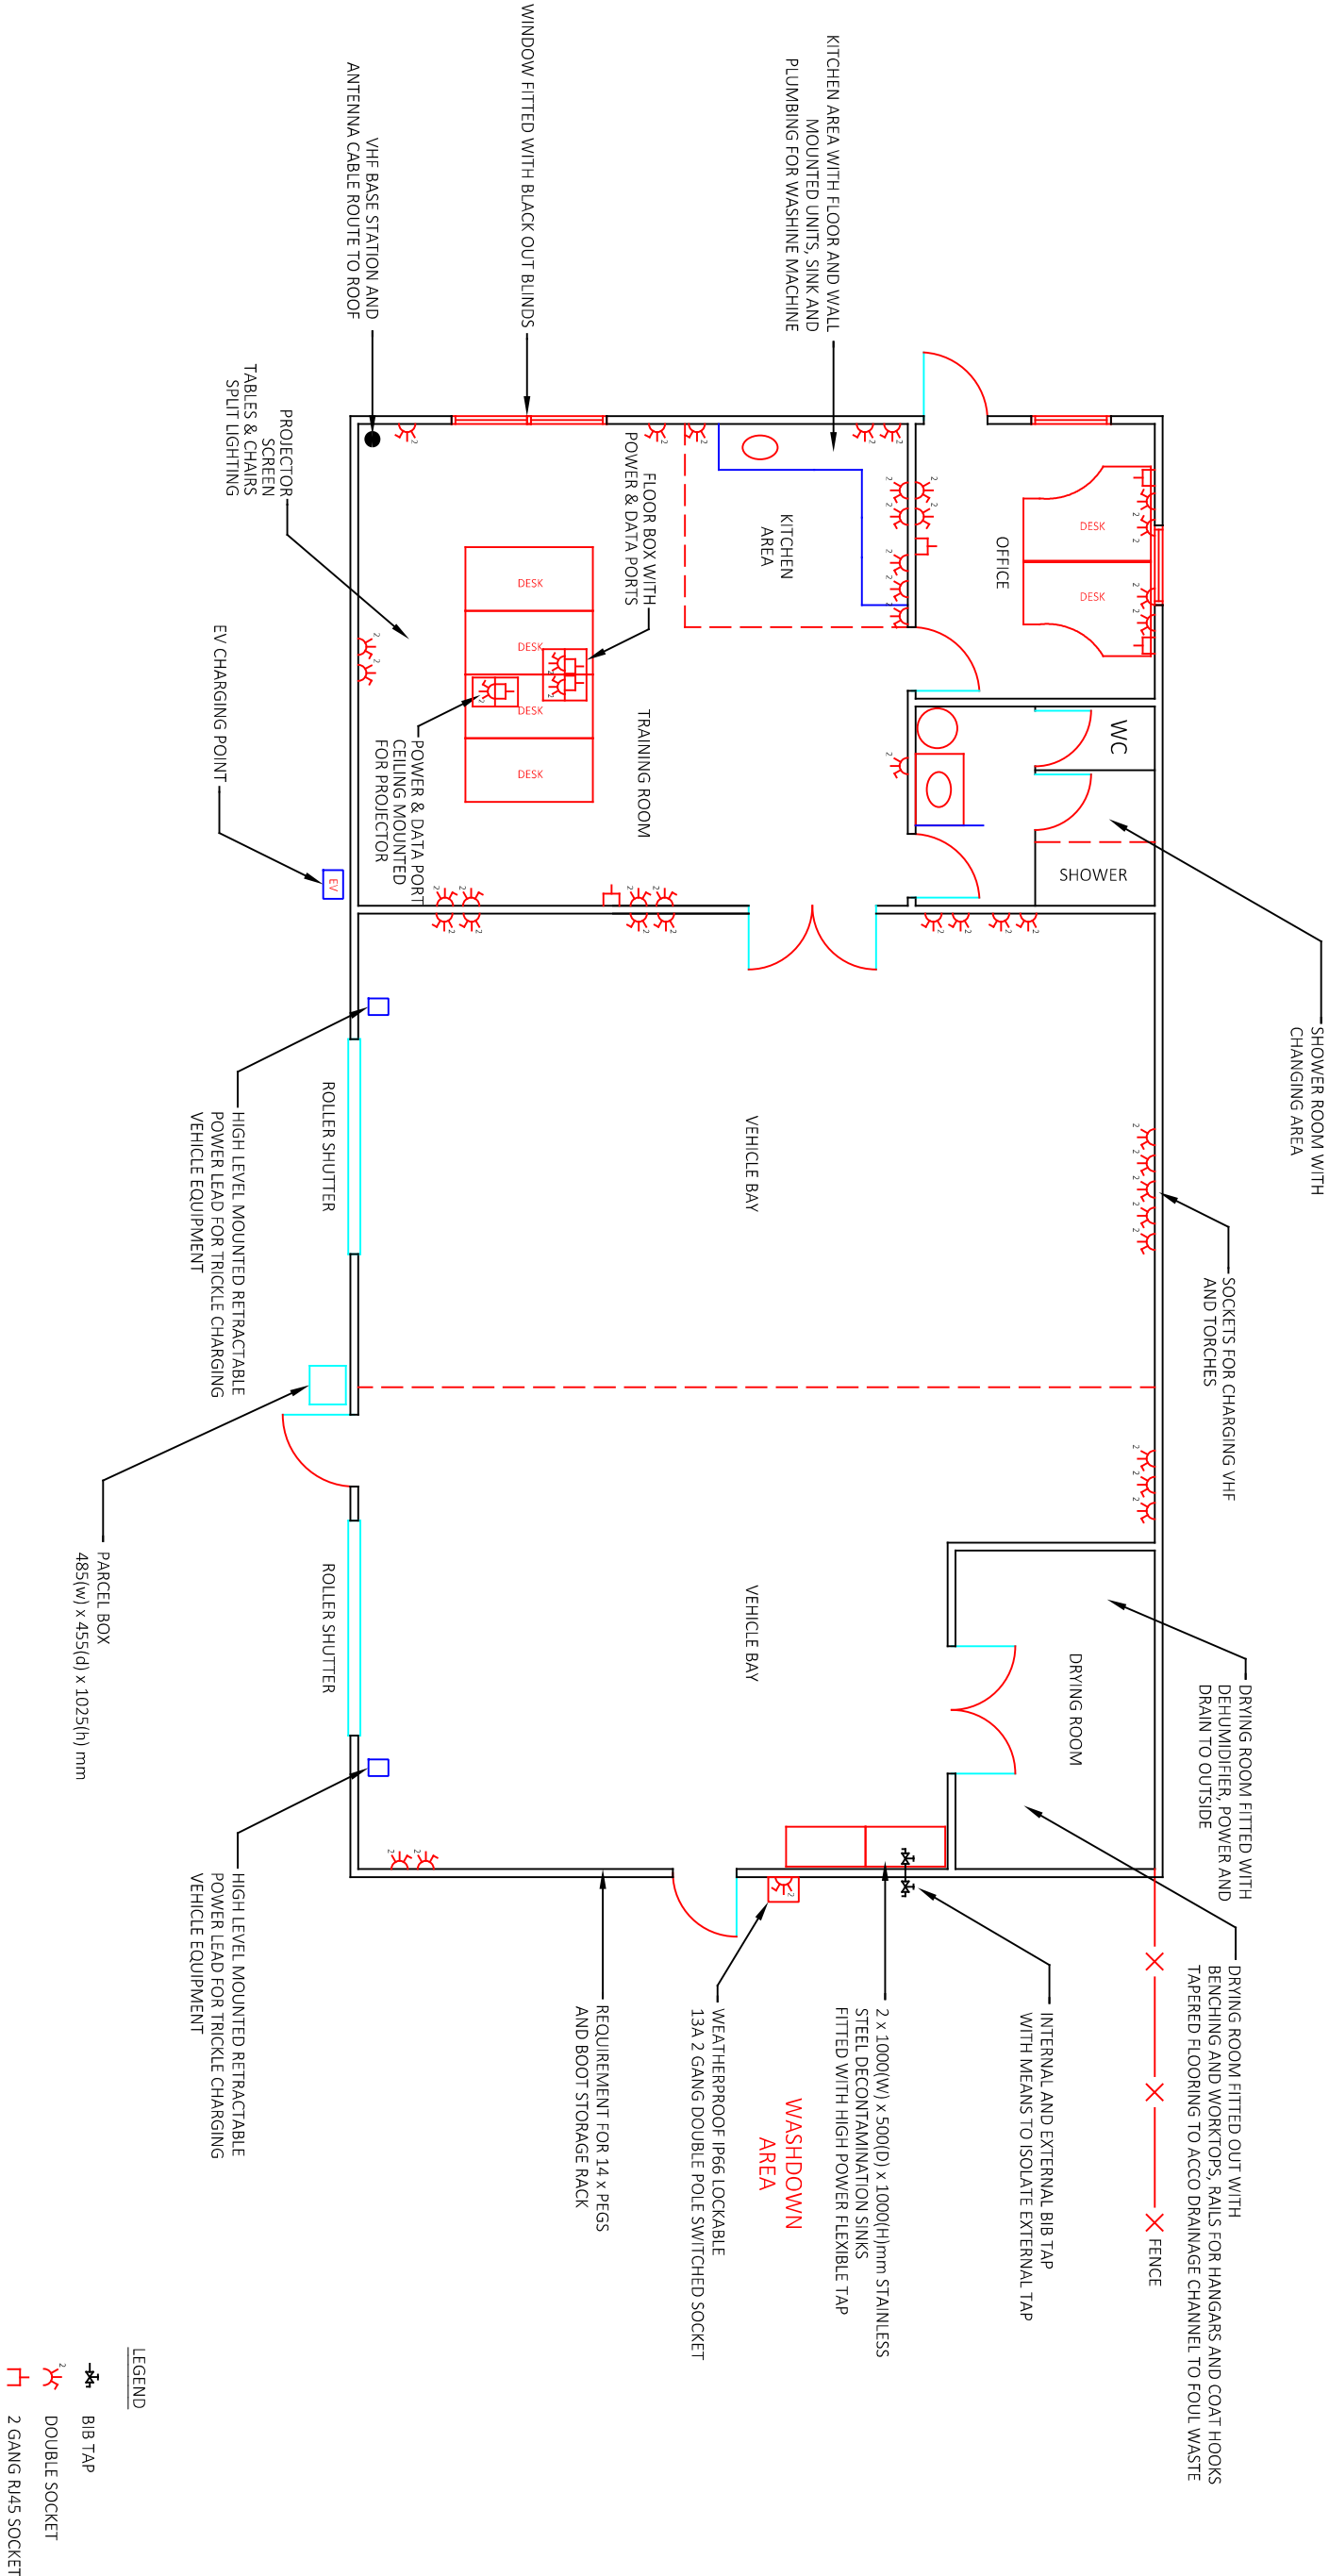 SHOWER ROOM WITH
CHANGING AREA
SOCKETS FOR CHARGING VHF
AND TORCHES
DRYING ROOM FITTED WITH
DEHUMIDIFIER, POWER AND
DRAIN TO OUTSIDE
DRYING ROOM FITTED OUT WITH
BENCHING AND WORKTOPS, RAILS FOR HANGARS AND COAT HOOKS
TAPERED FLOORING TO ACCO DRAINAGE CHANNEL TO FOUL WASTE
FENCE
INTERNAL AND EXTERNAL BIB TAP
WITH MEANS TO ISOLATE EXTERNAL TAP
2 x 1000(W) x 500(D) x 1000(H)mm STAINLESS
STEEL DECONTAMINATION SINKS
FITTED WITH HIGH POWER FLEXIBLE TAP
WASHDOWN
AREA
WEATHERPROOF IP66 LOCKABLE
13A 2 GANG DOUBLE POLE SWITCHED SOCKET
REQUIREMENT FOR 14 x PEGS
AND BOOT STORAGE RACK
KITCHEN AREA WITH FLOOR AND WALL
MOUNTED UNITS, SINK AND
PLUMBING FOR WASHINE MACHINE
WINDOW FITTED WITH BLACK OUT BLINDS
VHF BASE STATION AND
ANTENNA CABLE ROUTE TO ROOF
PROJECTOR
SCREEN
TABLES & CHAIRS
SPLIT LIGHTING
EV CHARGING POINT
EV
HIGH LEVEL MOUNTED RETRACTABLE
POWER LEAD FOR TRICKLE CHARGING
VEHICLE EQUIPMENT
PARCEL BOX
485(w) x 455(d) x 1025(h) mm
HIGH LEVEL MOUNTED RETRACTABLE
POWER LEAD FOR TRICKLE CHARGING
VEHICLE EQUIPMENT
DESK
DESK
OFFICE
WC
SHOWER
KITCHEN
AREA
FLOOR BOX WITH
POWER & DATA PORTS
TRAINING ROOM
DESK
DESK
DESK
DESK
POWER & DATA PORT
CEILING MOUNTED
FOR PROJECTOR
VEHICLE BAY
VEHICLE BAY
DRYING ROOM
ROLLER SHUTTER
ROLLER SHUTTER
LEGEND
BIB TAP
2 DOUBLE SOCKET
2 GANG RJ45 SOCKET